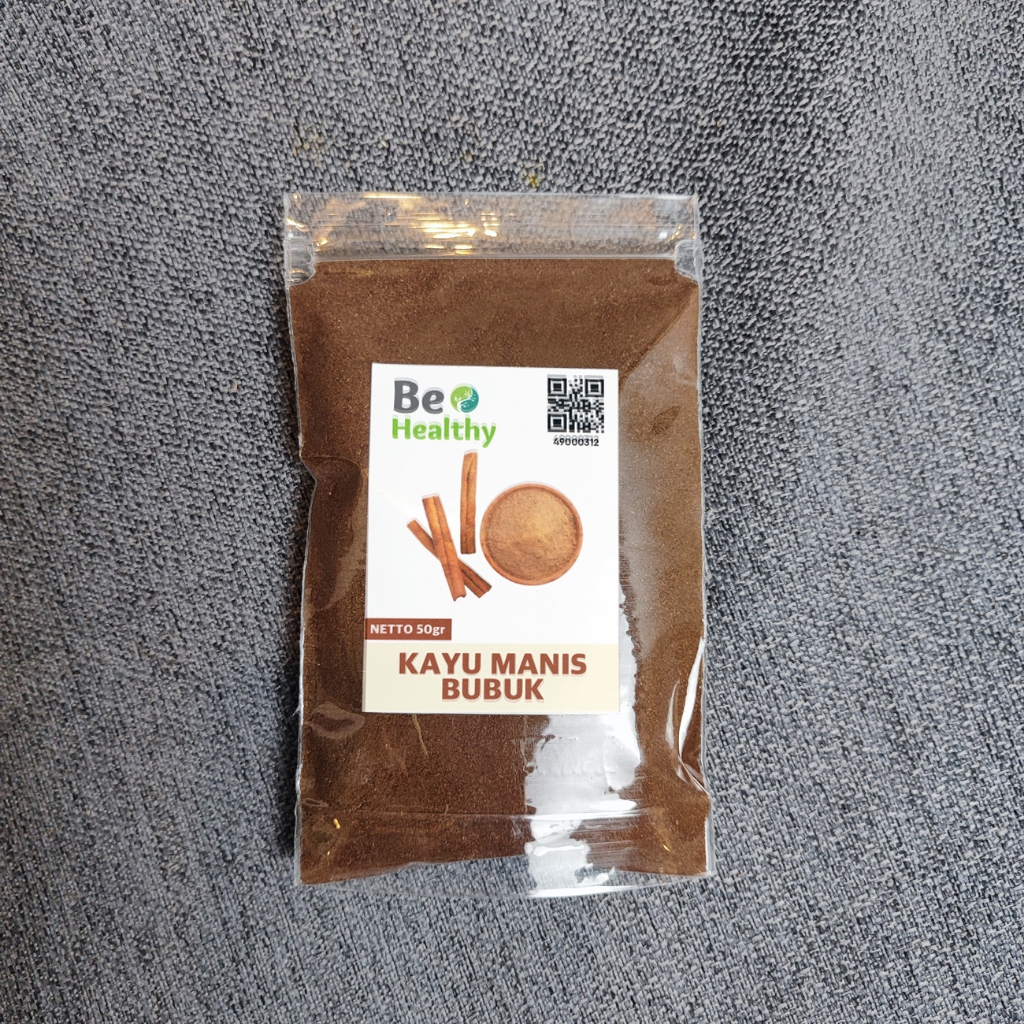 Be
Healthy
49000312
NETTO 50gr
KAYU MANIS
BUBUK